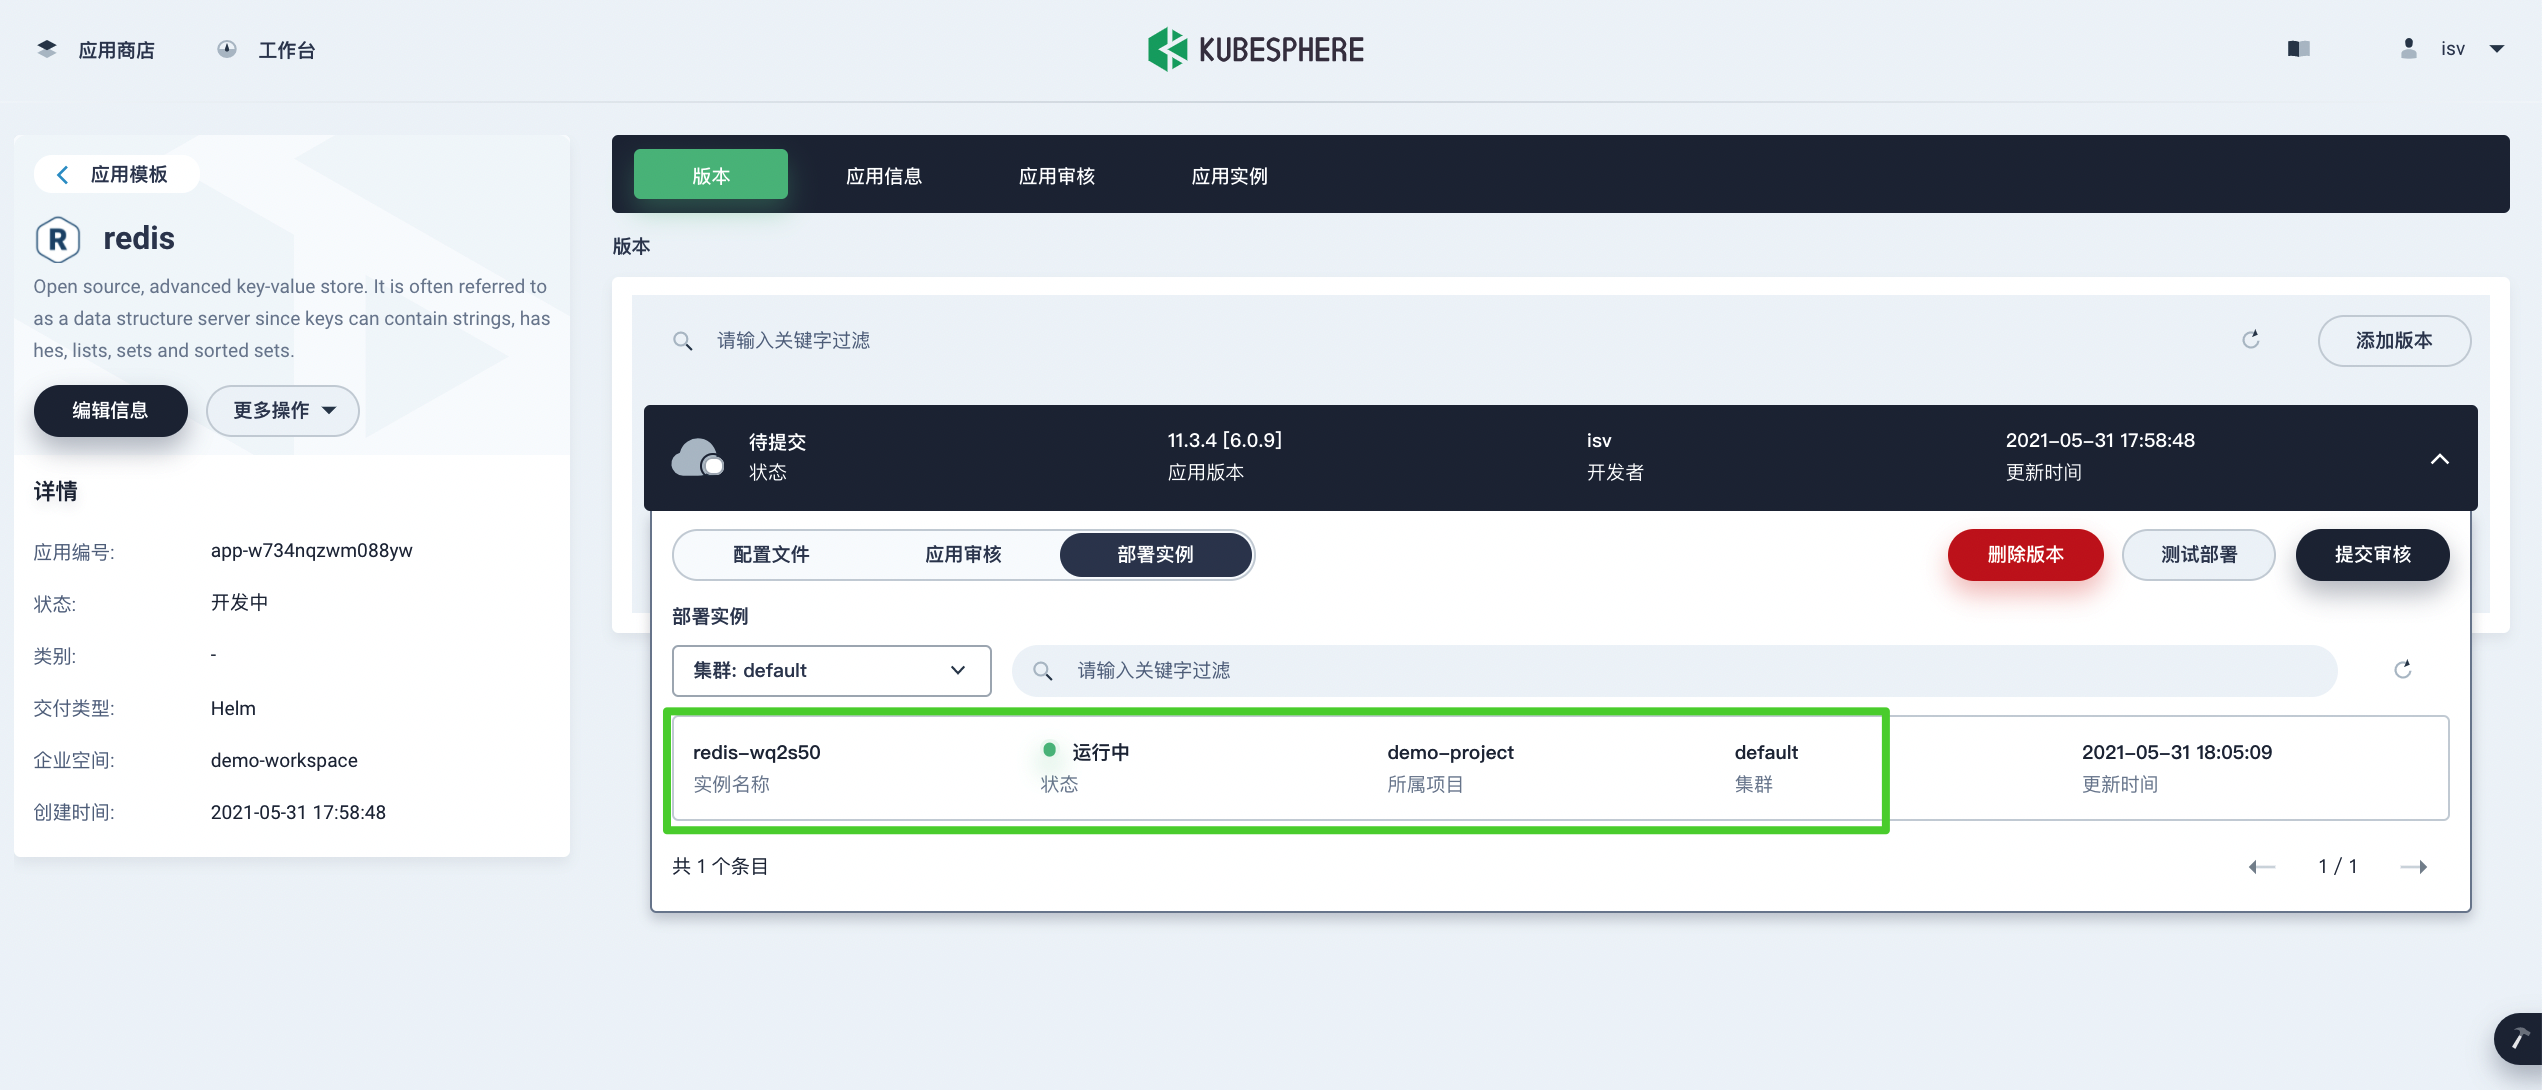 应用商店
工作台
KUBESPHERE
isv
应用模板
R
redis
Open source, advanced key-value store. It is often referred to
as a data structure server since keys can contain strings, has
hes, lists, sets and sorted sets.
编辑信息
更多操作
详情
应用编号: app-w734nqzwm088yw
状态: 开发中
类别: -
交付类型: Helm
企业空间: demo-workspace
创建时间: 2021-05-31 17:58:48
版本 应用信息 应用审核 应用实例
版本
请输入关键字过滤
添加版本
待提交 11.3.4 [6.0.9] isv 2021-05-31 17:58:48
状态 应用版本 开发者 更新时间
配置文件 应用审核 部署实例
删除版本 测试部署 提交审核
部署实例
集群: default
请输入关键字过滤
redis-wq2s50 运行中 demo-project default 2021-05-31 18:05:09
实例名称 状态 所属项目 集群 更新时间
共 1 个条目
1 / 1